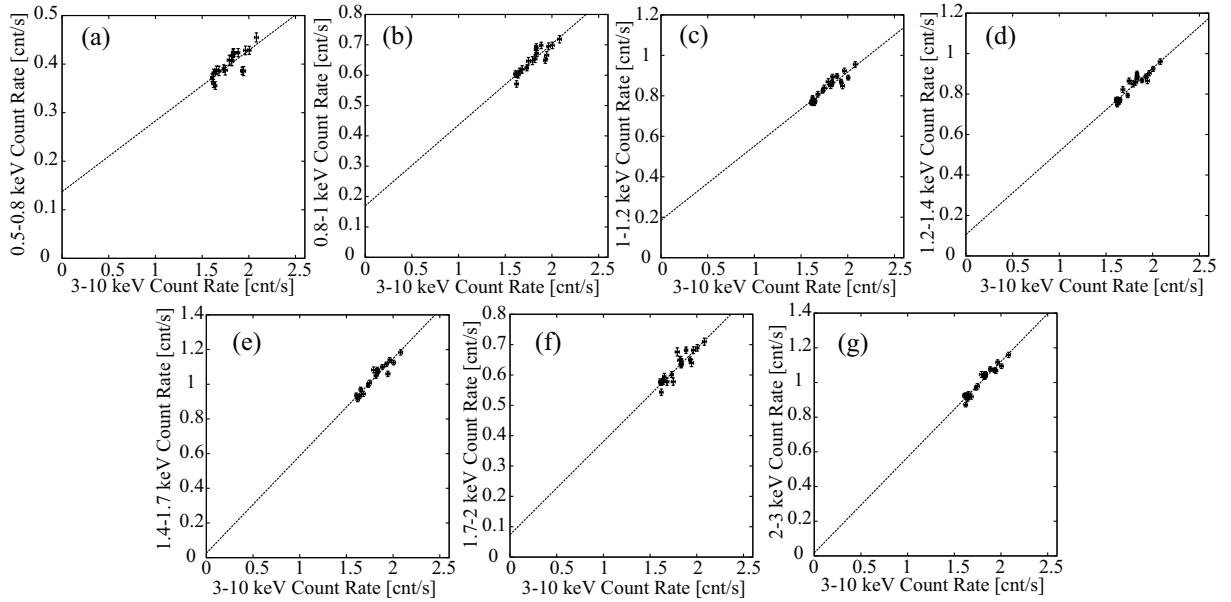 (a)
0.5-0.8 keV Count Rate [cnt/s]
0.5
0.4
0.3
0.2
0.1
0
0 0.5 1 1.5 2 2.5
3-10 keV Count Rate [cnt/s]
(b)
0.8-1 keV Count Rate [cnt/s]
0.8
0.7
0.6
0.5
0.4
0.3
0.2
0.1
0
0 0.5 1 1.5 2 2.5
3-10 keV Count Rate [cnt/s]
(c)
1-1.2 keV Count Rate [cnt/s]
1.2
1
0.8
0.6
0.4
0.2
0
0 0.5 1 1.5 2 2.5
3-10 keV Count Rate [cnt/s]
(d)
1.2-1.4 keV Count Rate [cnt/s]
1.2
1
0.8
0.6
0.4
0.2
0
0 0.5 1 1.5 2 2.5
3-10 keV Count Rate [cnt/s]
(e)
1.4-1.7 keV Count Rate [cnt/s]
1.4
1.2
1
0.8
0.6
0.4
0.2
0
0 0.5 1 1.5 2 2.5
3-10 keV Count Rate [cnt/s]
(f)
1.7-2 keV Count Rate [cnt/s]
0.8
0.7
0.6
0.5
0.4
0.3
0.2
0.1
0
0 0.5 1 1.5 2 2.5
3-10 keV Count Rate [cnt/s]
(g)
2-3 keV Count Rate [cnt/s]
1.4
1.2
1
0.8
0.6
0.4
0.2
0
0 0.5 1 1.5 2 2.5
3-10 keV Count Rate [cnt/s]